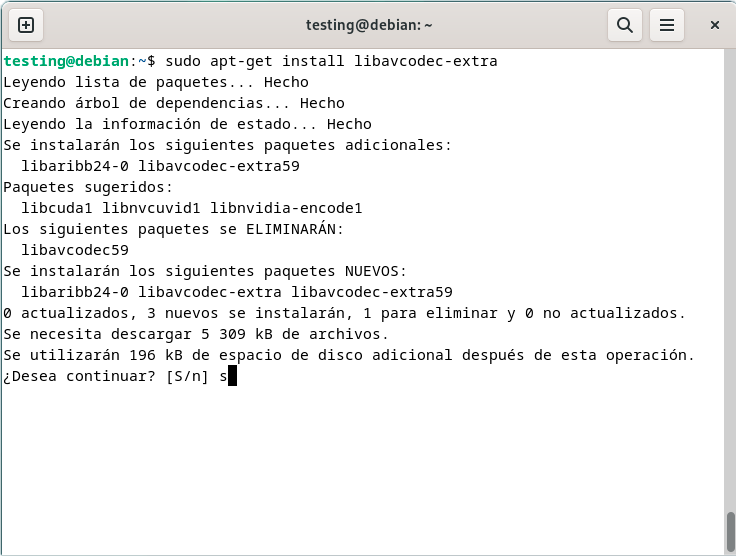 testing@debian: ~
testing@debian:~$ sudo apt-get install libavcodec-extra
Leyendo lista de paquetes... Hecho
Creando árbol de dependencias... Hecho
Leyendo la información de estado... Hecho
Se instalarán los siguientes paquetes adicionales:
  libaribb24-0 libavcodec-extra59
Paquetes sugeridos:
  libcuda1 libnvcuvid1 libnvidia-encode1
Los siguientes paquetes se ELIMINARÁN:
  libavcodec59
Se instalarán los siguientes paquetes NUEVOS:
  libaribb24-0 libavcodec-extra libavcodec-extra59
0 actualizados, 3 nuevos se instalarán, 1 para eliminar y 0 no actualizados.
Se necesita descargar 5 309 kB de archivos.
Se utilizarán 196 kB de espacio de disco adicional después de esta operación.
¿Desea continuar? [S/n] s